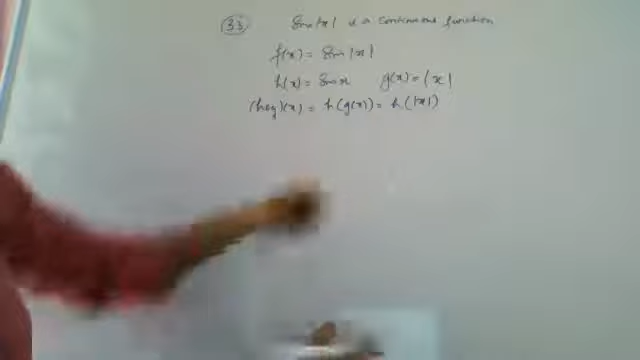 (33) Sin|x| is a continuous function
f(x) = Sin|x|
h(x) = Sin x g(x) = |x|
(hog)(x) = h(g(x)) = h(|x|)